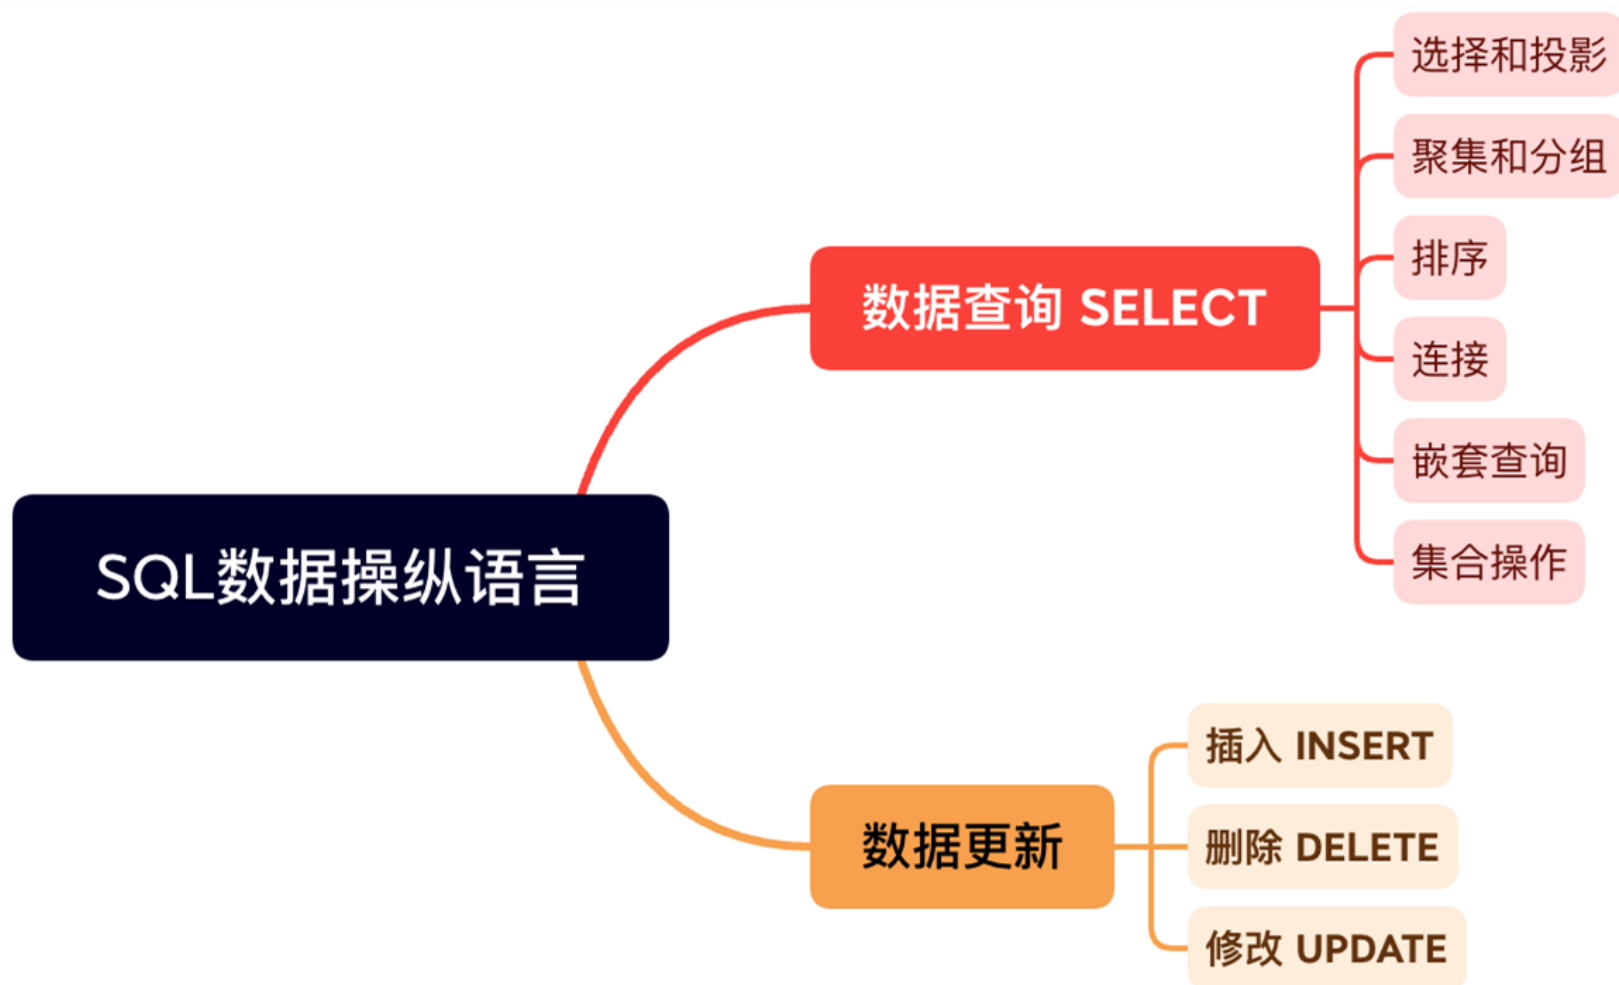 选择和投影
聚集和分组
排序
数据查询 SELECT
连接
嵌套查询
集合操作
SQL数据操纵语言
插入 INSERT
数据更新
删除 DELETE
修改 UPDATE